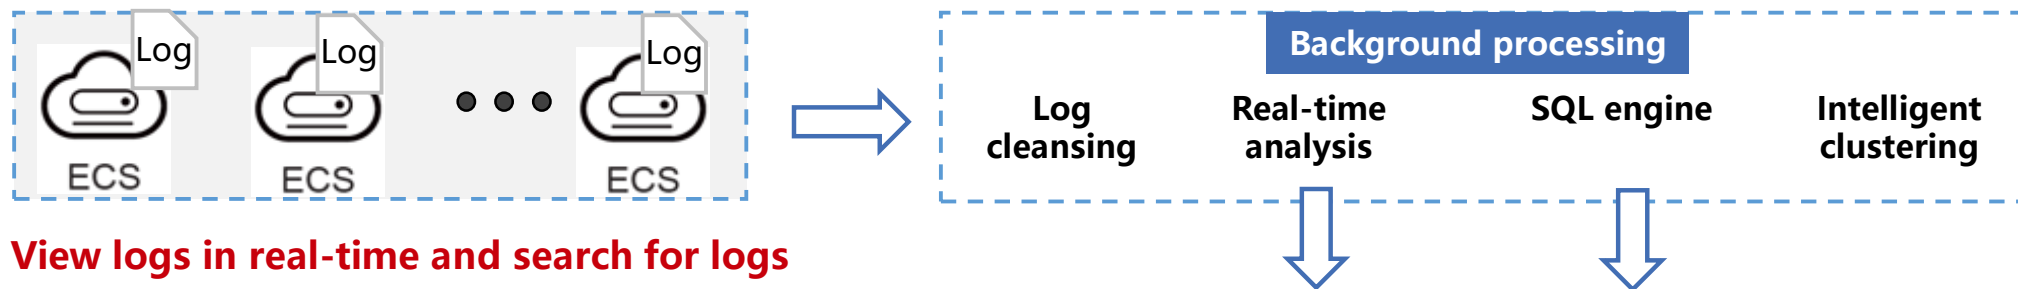 Log
Log
Log
ECS
ECS
ECS
View logs in real-time and search for logs
Background processing
Log
cleansing
Real-time
analysis
SQL engine
Intelligent
clustering